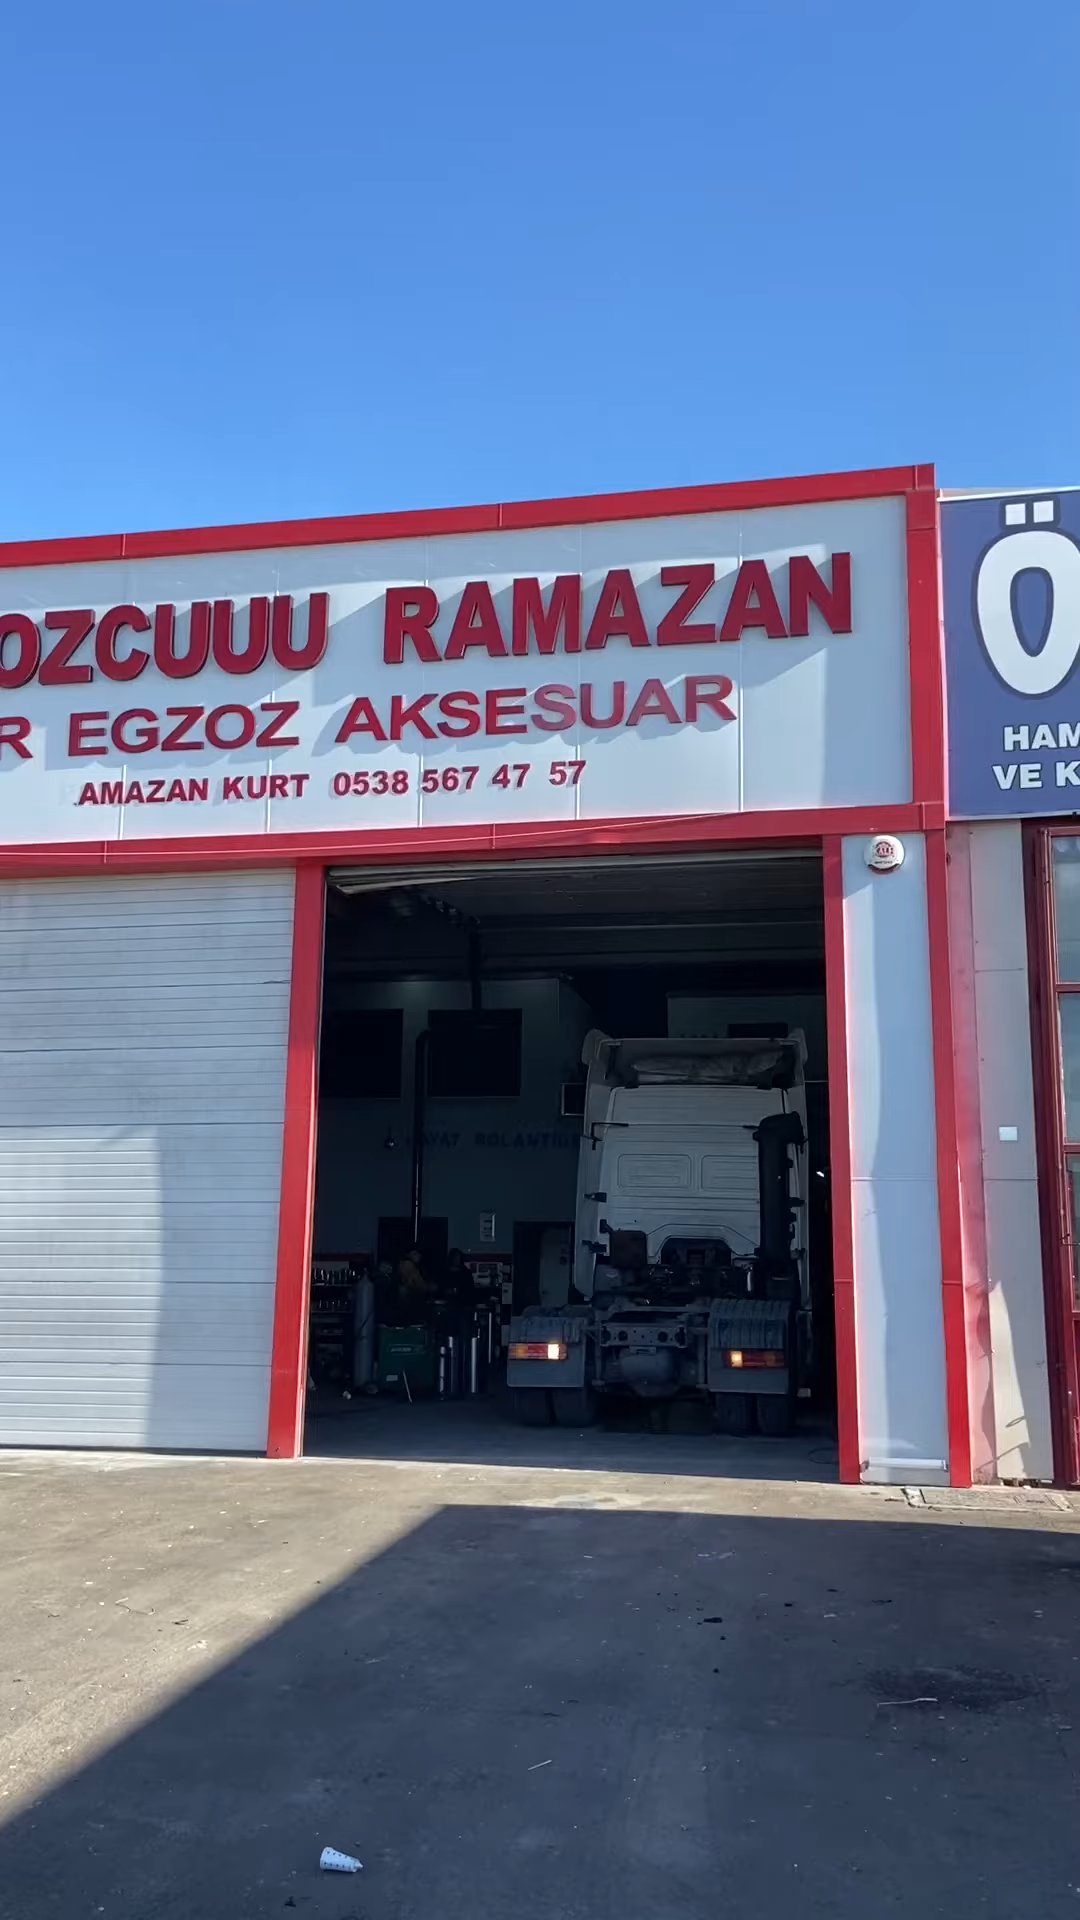 OZCUUU RAMAZAN
R EGZOZ AKSESUAR
AMAZAN KURT 0538 567 47 57
Ö
HAM
VE K